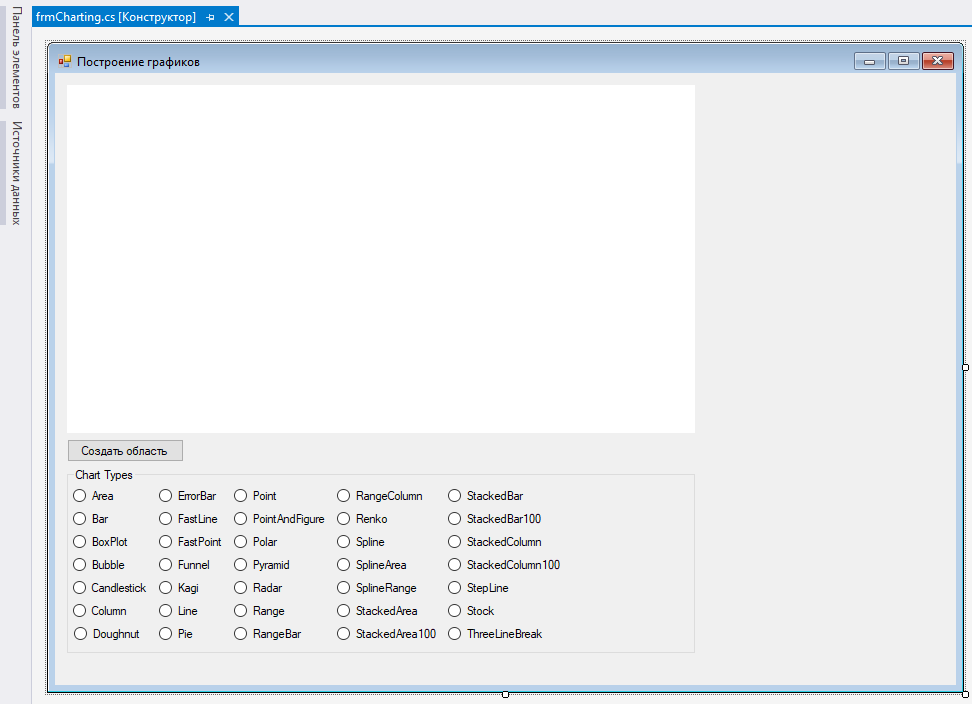 frmCharting.cs [Конструктор]
Панель элементов
Источники данных
Построение графиков
Создать область
Chart Types
Area ErrorBar Point RangeColumn StackedBar
Bar FastLine PointAndFigure Renko StackedBar100
BoxPlot FastPoint Polar Spline StackedColumn
Bubble Funnel Pyramid SplineArea StackedColumn100
Candlestick Kagi Radar SplineRange StepLine
Column Line Range StackedArea Stock
Doughnut Pie RangeBar StackedArea100 ThreeLineBreak